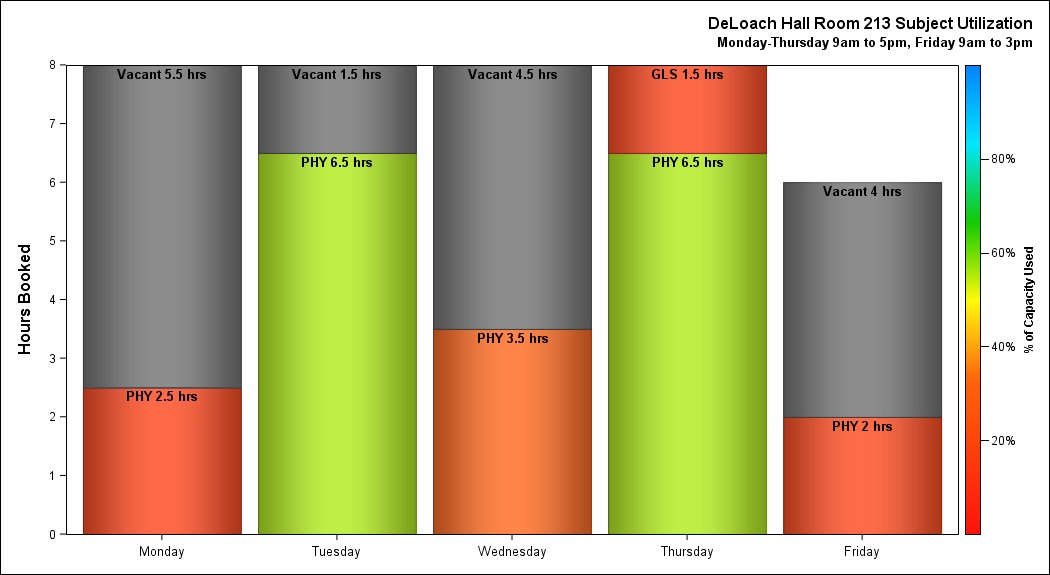 DeLoach Hall Room 213 Subject Utilization
Monday-Thursday 9am to 5pm, Friday 9am to 3pm
Hours Booked
8
7
6
5
4
3
2
1
0
Vacant 5.5 hrs
PHY 2.5 hrs
Vacant 1.5 hrs
PHY 6.5 hrs
Vacant 4.5 hrs
PHY 3.5 hrs
GLS 1.5 hrs
PHY 6.5 hrs
Vacant 4 hrs
PHY 2 hrs
Monday
Tuesday
Wednesday
Thursday
Friday
80%
60%
40%
20%
% of Capacity Used